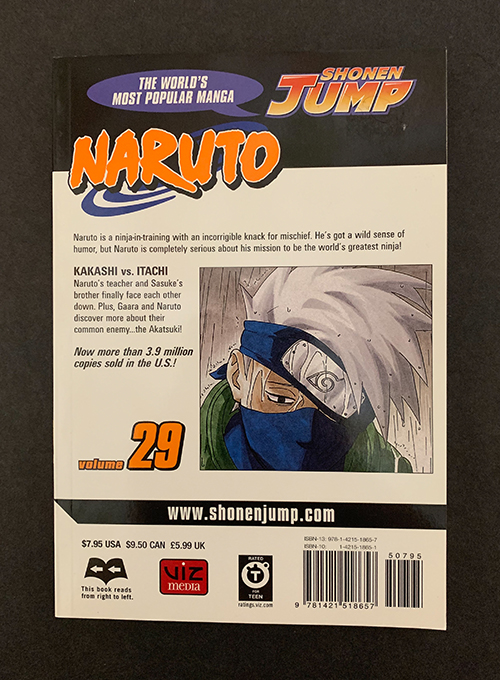 THE WORLD'S
MOST POPULAR MANGA
SHONEN
JUMP
NARUTO
Naruto is a ninja-in-training with an incorrigible knack for mischief. He's got a wild sense of
humor, but Naruto is completely serious about his mission to be the world's greatest ninja!
KAKASHI vs. ITACHI
Naruto's teacher and Sasuke's
brother finally face each other
down. Plus, Gaara and Naruto
discover more about their
common enemy...the Akatsuki!
Now more than 3.9 million
copies sold in the U.S.!
volume 29
www.shonenjump.com
$7.95 USA $9.50 CAN £5.99 UK
This book reads
from right to left.
VIZ
media
RATED
T
FOR
TEEN
ratings.viz.com
ISBN-13: 978-1-4215-1865-7
ISBN-10: 1-4215-1865-1
50795
9 781421 518657